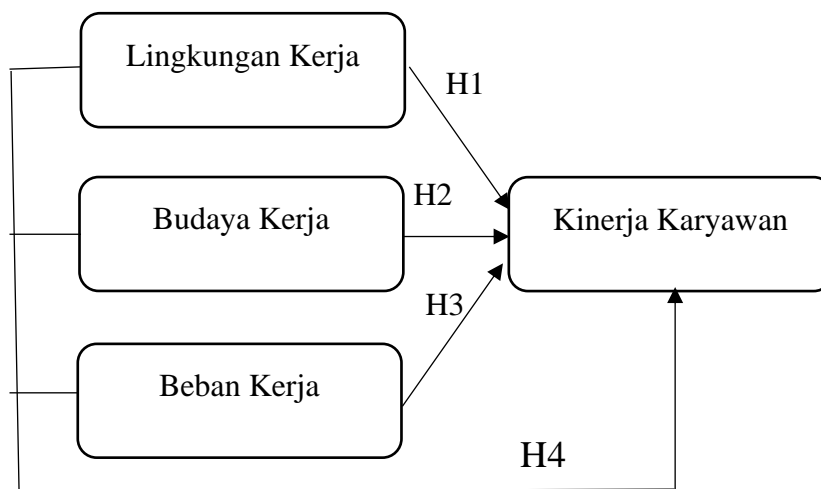 Lingkungan Kerja
H1
Budaya Kerja
H2
Kinerja Karyawan
H3
Beban Kerja
H4